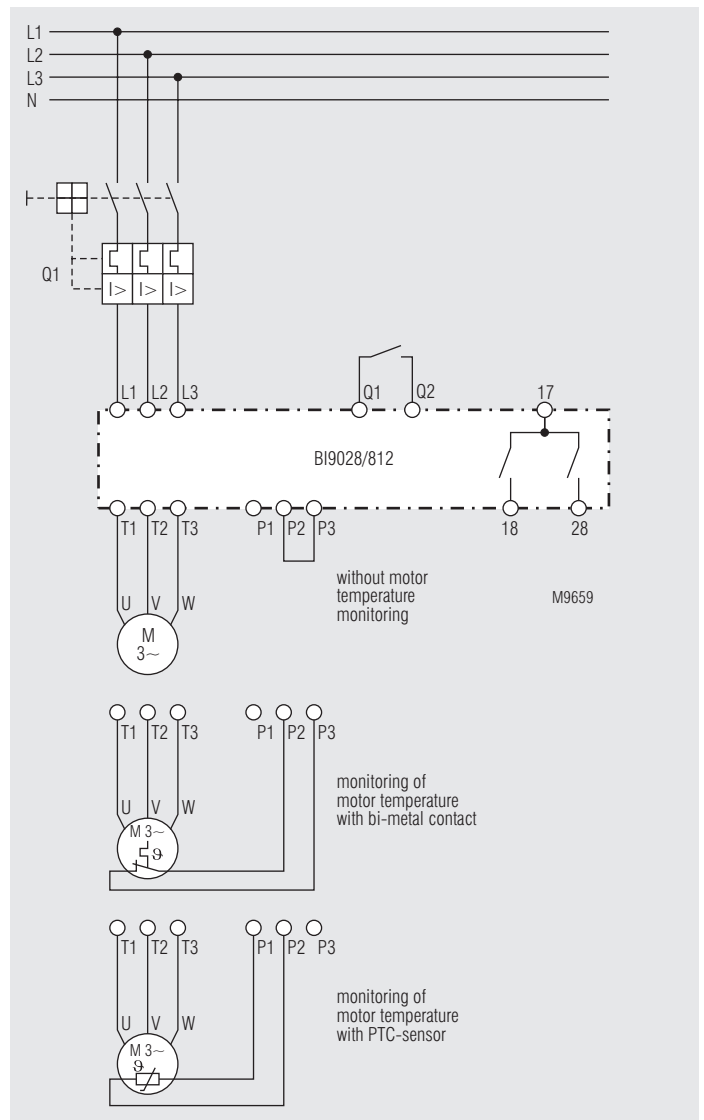 L1
L2
L3
N
Q1
I> I> I>
L1 L2 L3 Q1 Q2 17
BI9028/812
T1 T2 T3 P1 P2 P3 18 28
without motor
temperature
monitoring
M9659
U V W
M
3~
T1 T2 T3 P1 P2 P3
monitoring of
motor temperature
with bi-metal contact
U V W
M 3~
ϑ
T1 T2 T3 P1 P2 P3
monitoring of
motor temperature
with PTC-sensor
U V W
M 3~
ϑ